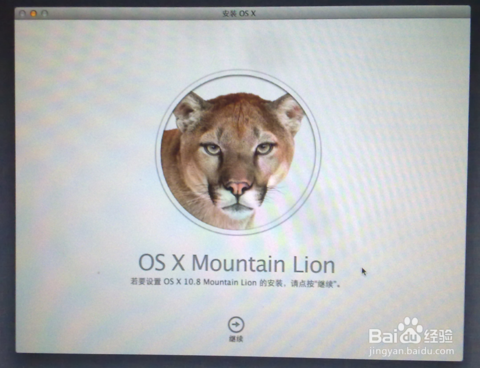 安装 OS X
OS X Mountain Lion
若要设置 OS X 10.8 Mountain Lion 的安装，请点按“继续”。
继续
Baidu 经验
jingyan.baidu.com